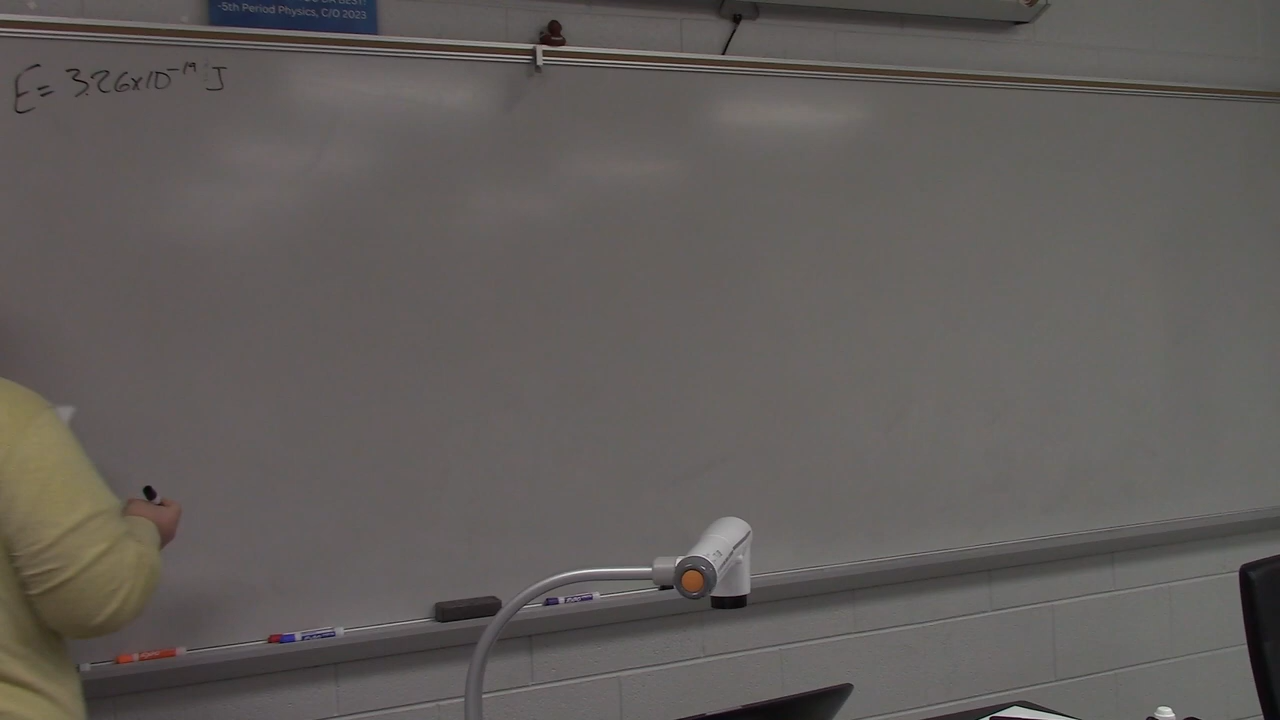 -5th Period Physics, C/O 2023
E = 3.26x10⁻¹⁹ J